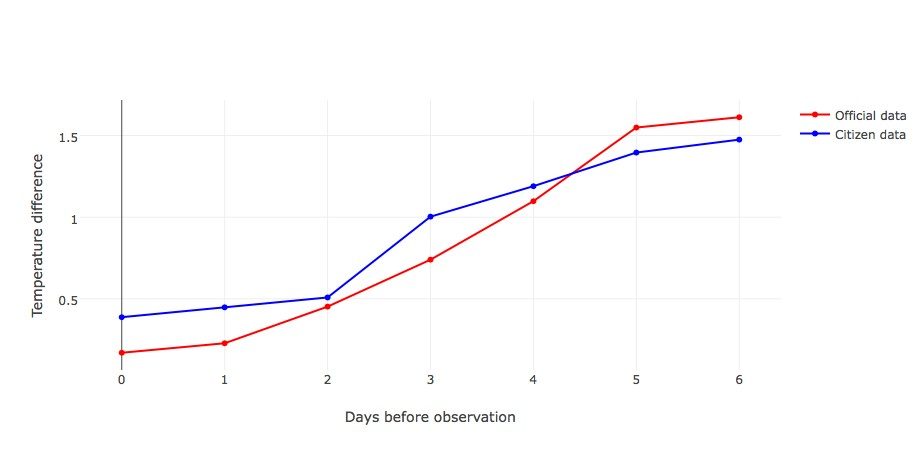 Official data
Citizen data
1.5
1
0.5
Temperature difference
0 1 2 3 4 5 6
Days before observation